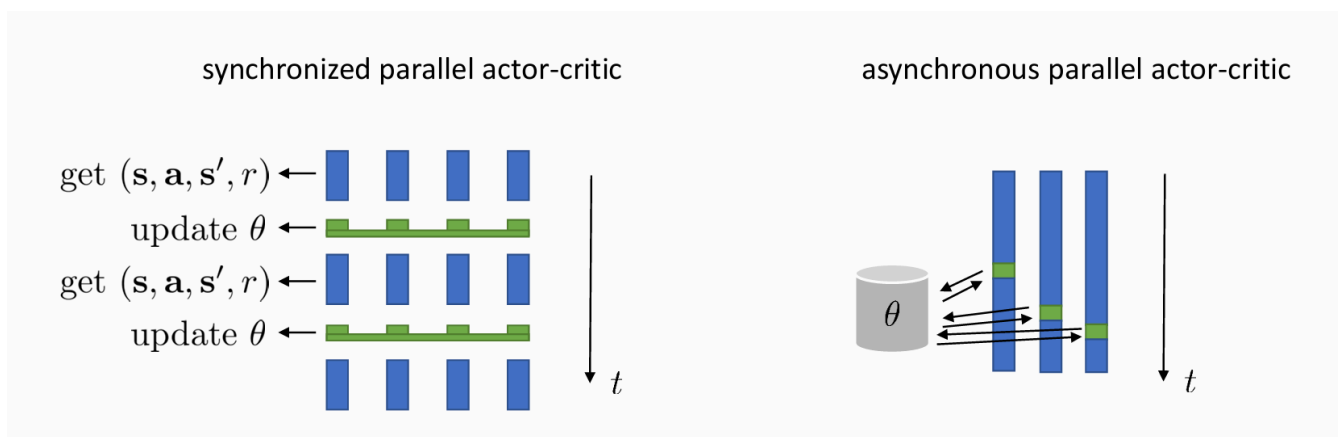 synchronized parallel actor-critic
get (s, a, s′, r)
update θ
get (s, a, s′, r)
update θ
t
asynchronous parallel actor-critic
θ
t